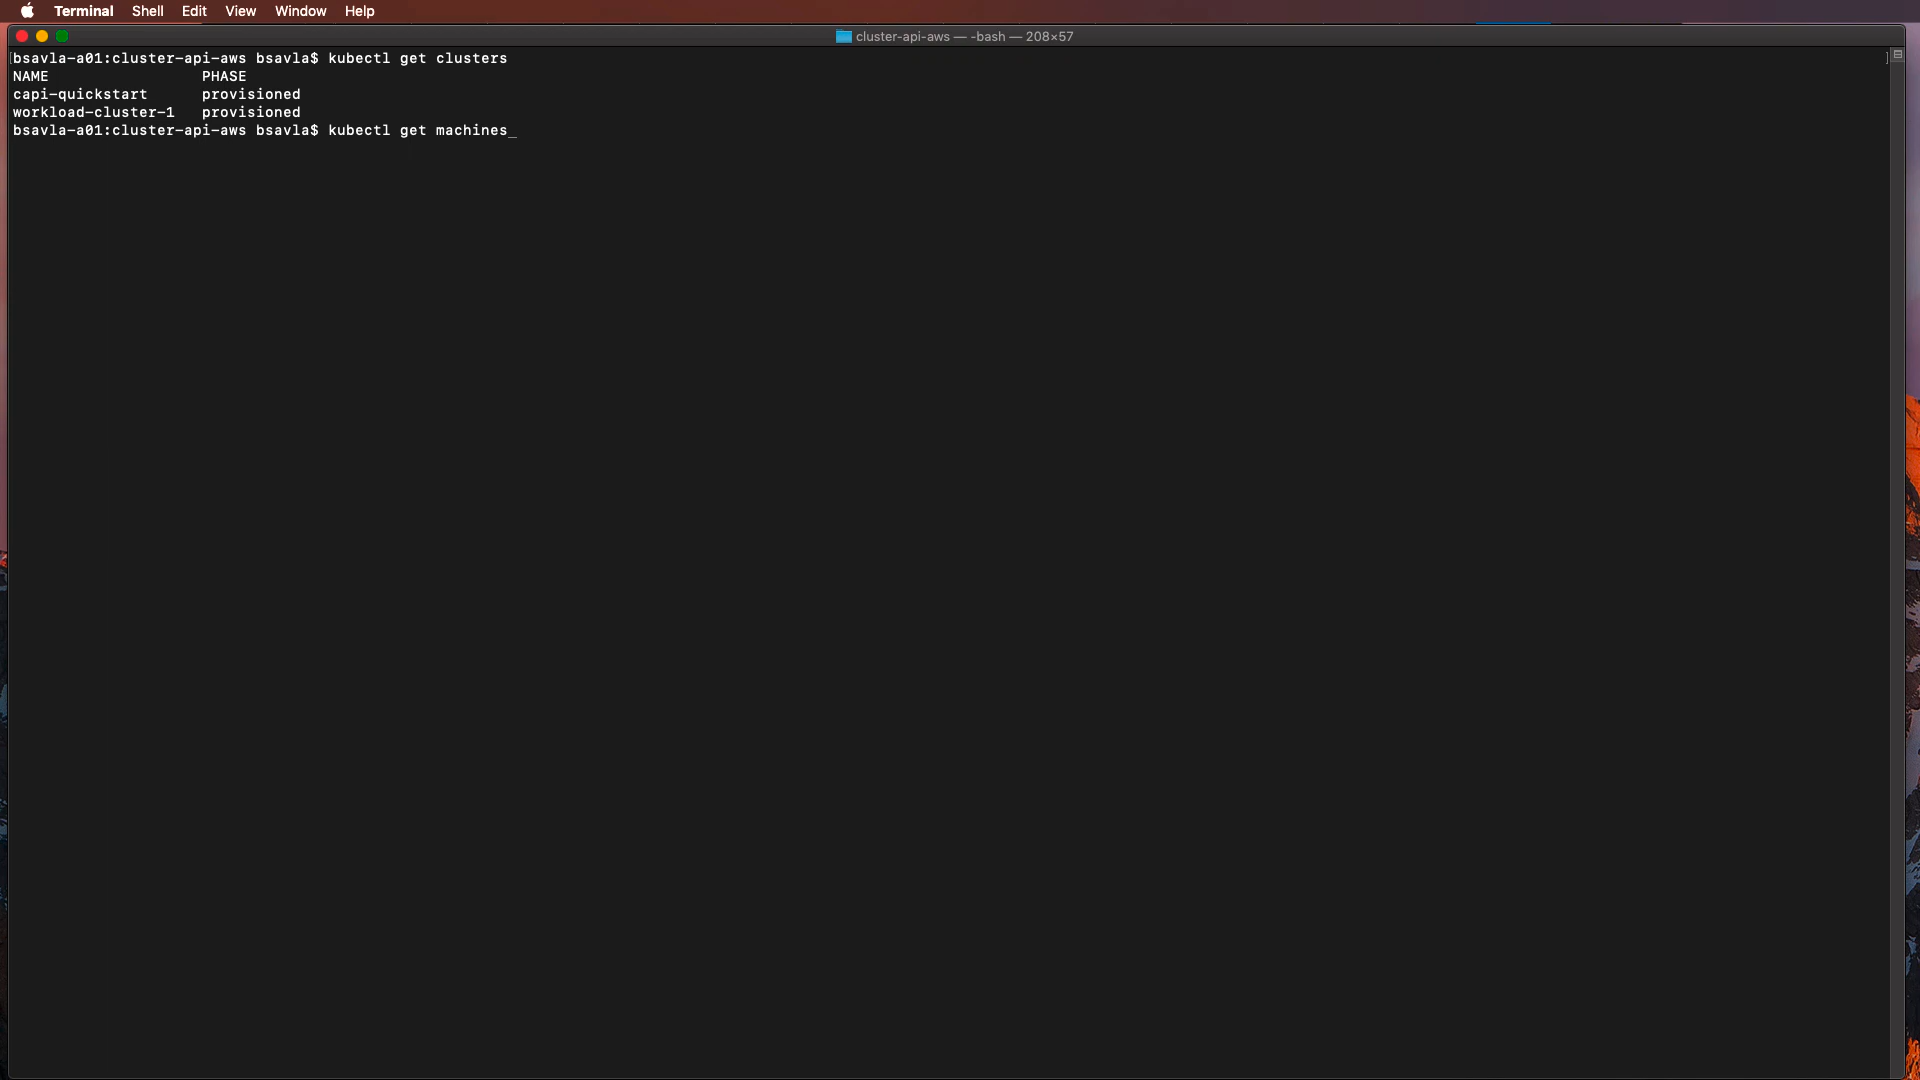 Terminal Shell Edit View Window Help
cluster-api-aws — -bash — 208×57
[bsavla-a01:cluster-api-aws bsavla$ kubectl get clusters ]
NAME PHASE
capi-quickstart provisioned
workload-cluster-1 provisioned
bsavla-a01:cluster-api-aws bsavla$ kubectl get machines_